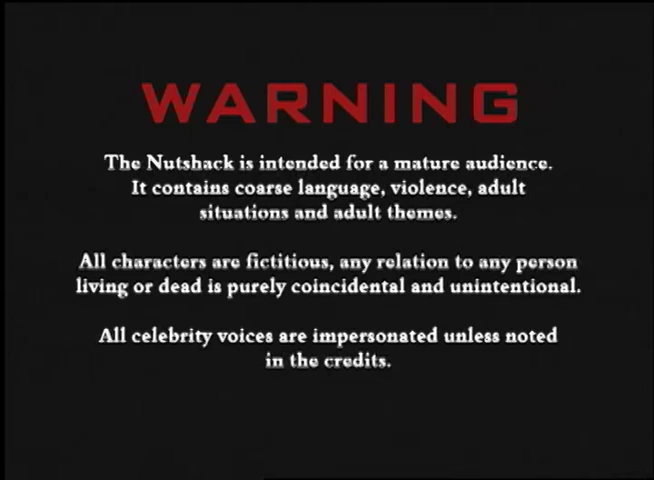 WARNING
The Nutshack is intended for a mature audience.
It contains coarse language, violence, adult
situations and adult themes.
All characters are fictitious, any relation to any person
living or dead is purely coincidental and unintentional.
All celebrity voices are impersonated unless noted
in the credits.